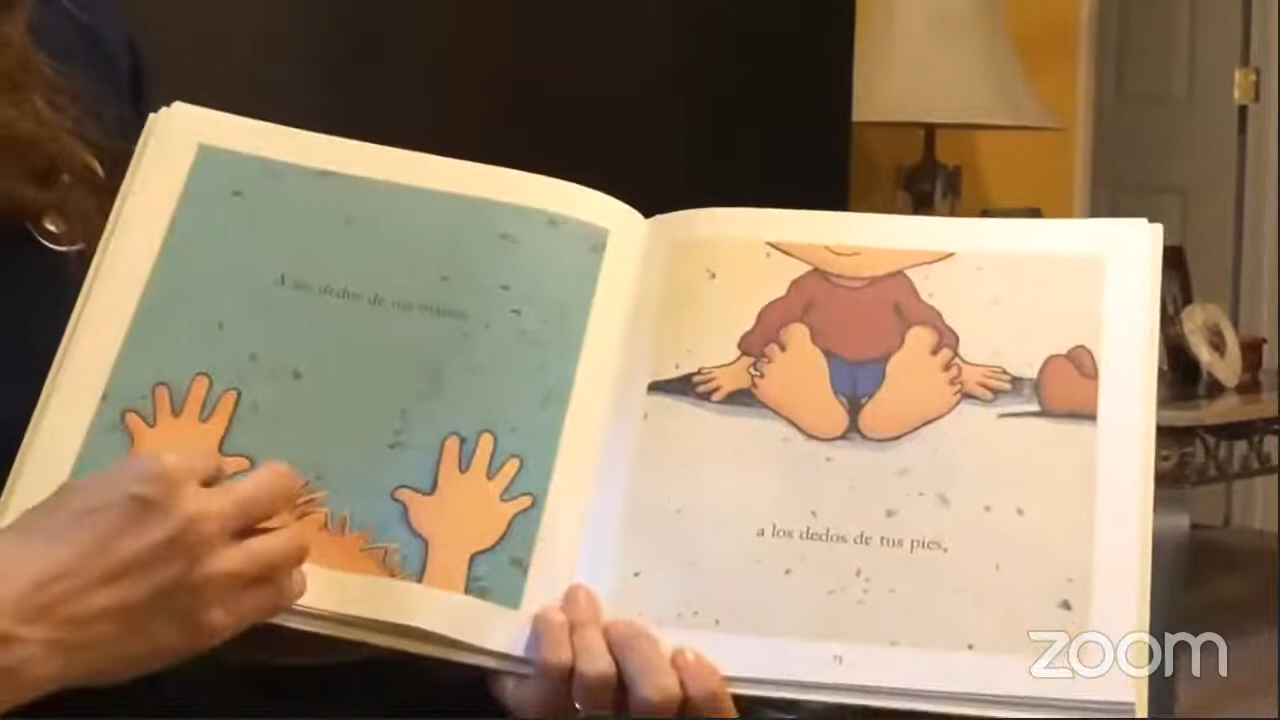 A los dedos de tus manos,
a los dedos de tus pies,
zoom